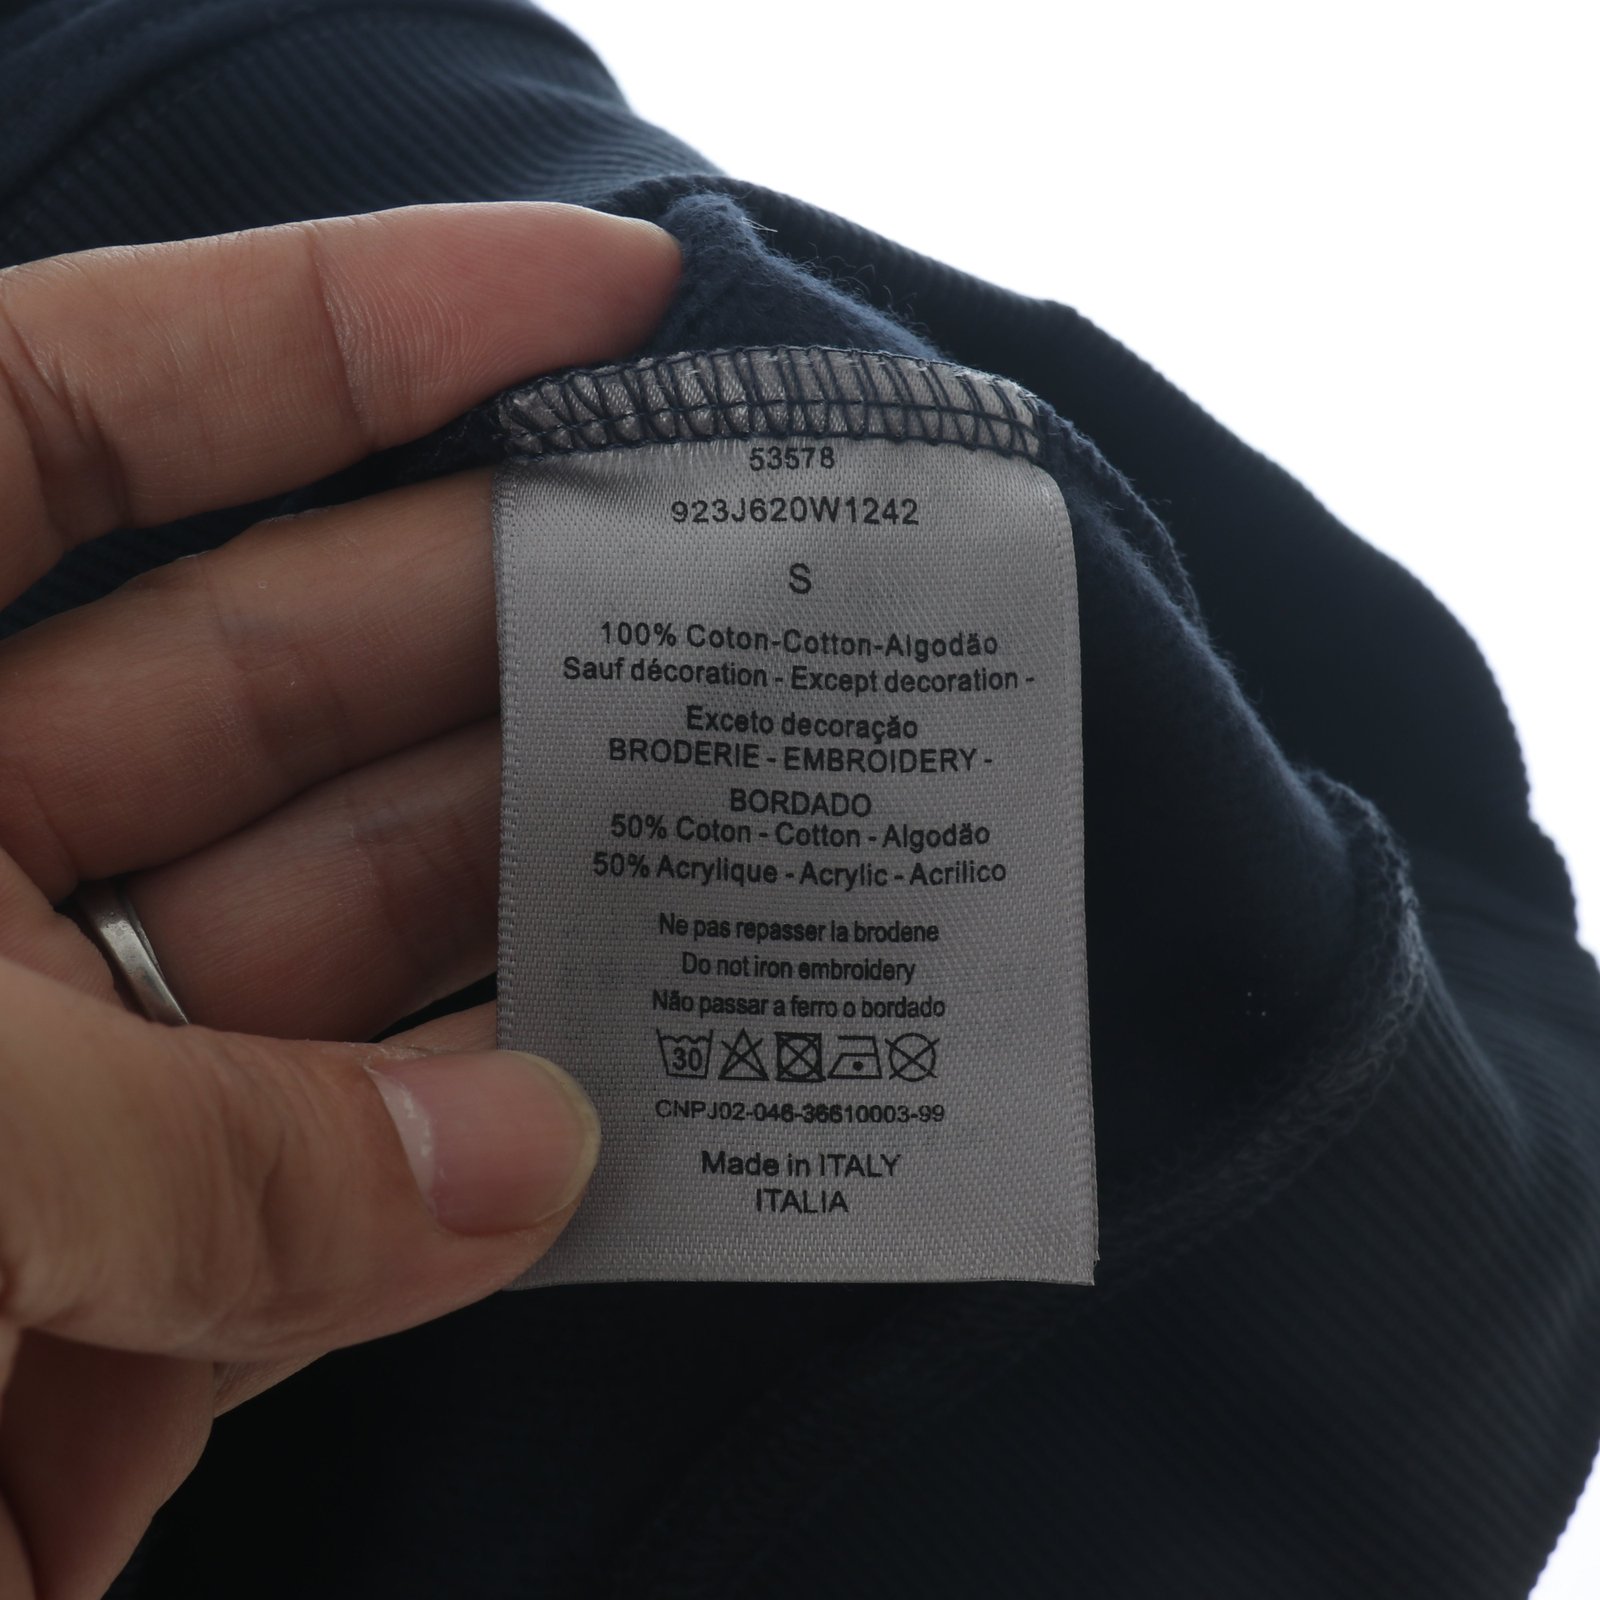 53578
923J620W1242
S
100% Coton-Cotton-Algodão
Sauf décoration - Except decoration -
Exceto decoração
BRODERIE - EMBROIDERY -
BORDADO
50% Coton - Cotton - Algodão
50% Acrylique - Acrylic - Acrilico
Ne pas repasser la brodene
Do not iron embroidery
Não passar a ferro o bordado
30
CNPJ02-046-36610003-99
Made in ITALY
ITALIA